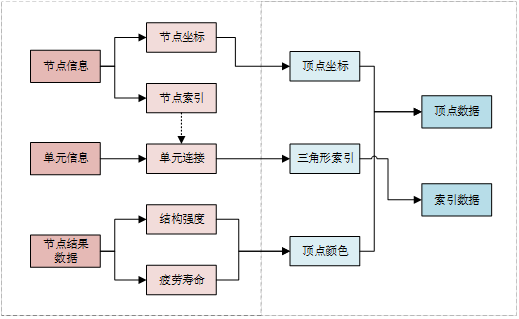 节点信息
节点坐标
节点索引
单元信息
单元连接
节点结果
数据
结构强度
疲劳寿命
顶点坐标
三角形索引
顶点颜色
顶点数据
索引数据